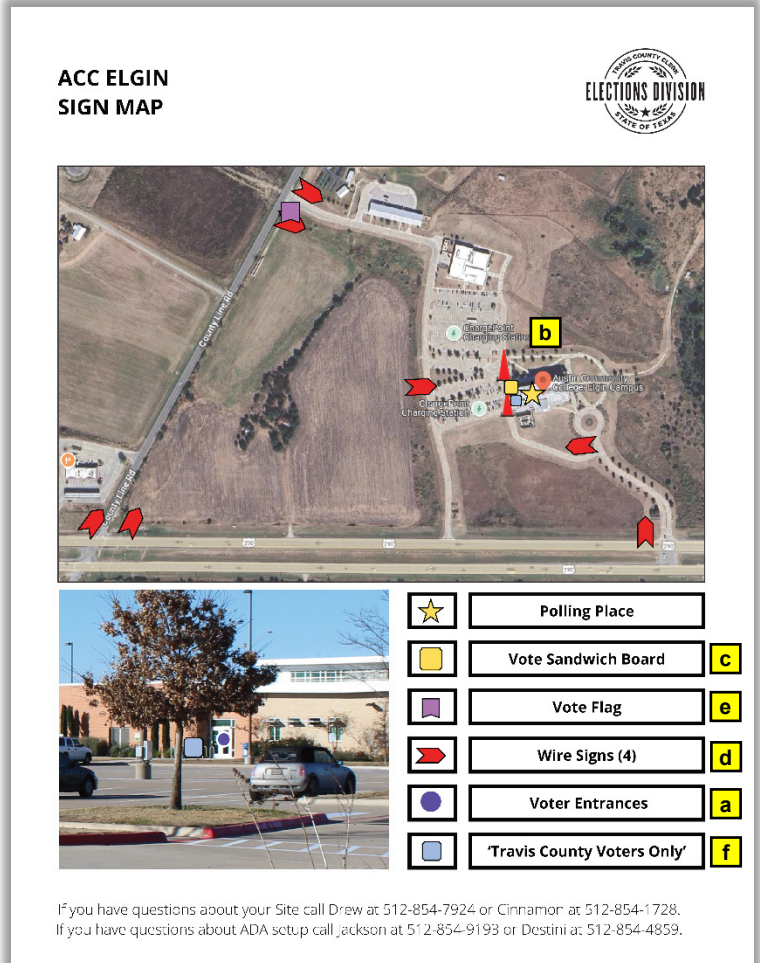 ACC ELGIN
SIGN MAP
TRAVIS COUNTY CLERK
ELECTIONS DIVISION
STATE OF TEXAS
County Line Rd
ChargePoint
Charging Station
b
Austin Community
College: Elgin Campus
ChargePoint
Charging Station
County Line Rd
290
290
290
290
Polling Place
Vote Sandwich Board
c
Vote Flag
e
Wire Signs (4)
d
Voter Entrances
a
‘Travis County Voters Only’
f
If you have questions about your Site call Drew at 512-854-7924 or Cinnamon at 512-854-1728.
If you have questions about ADA setup call Jackson at 512-854-9193 or Destini at 512-854-4859.